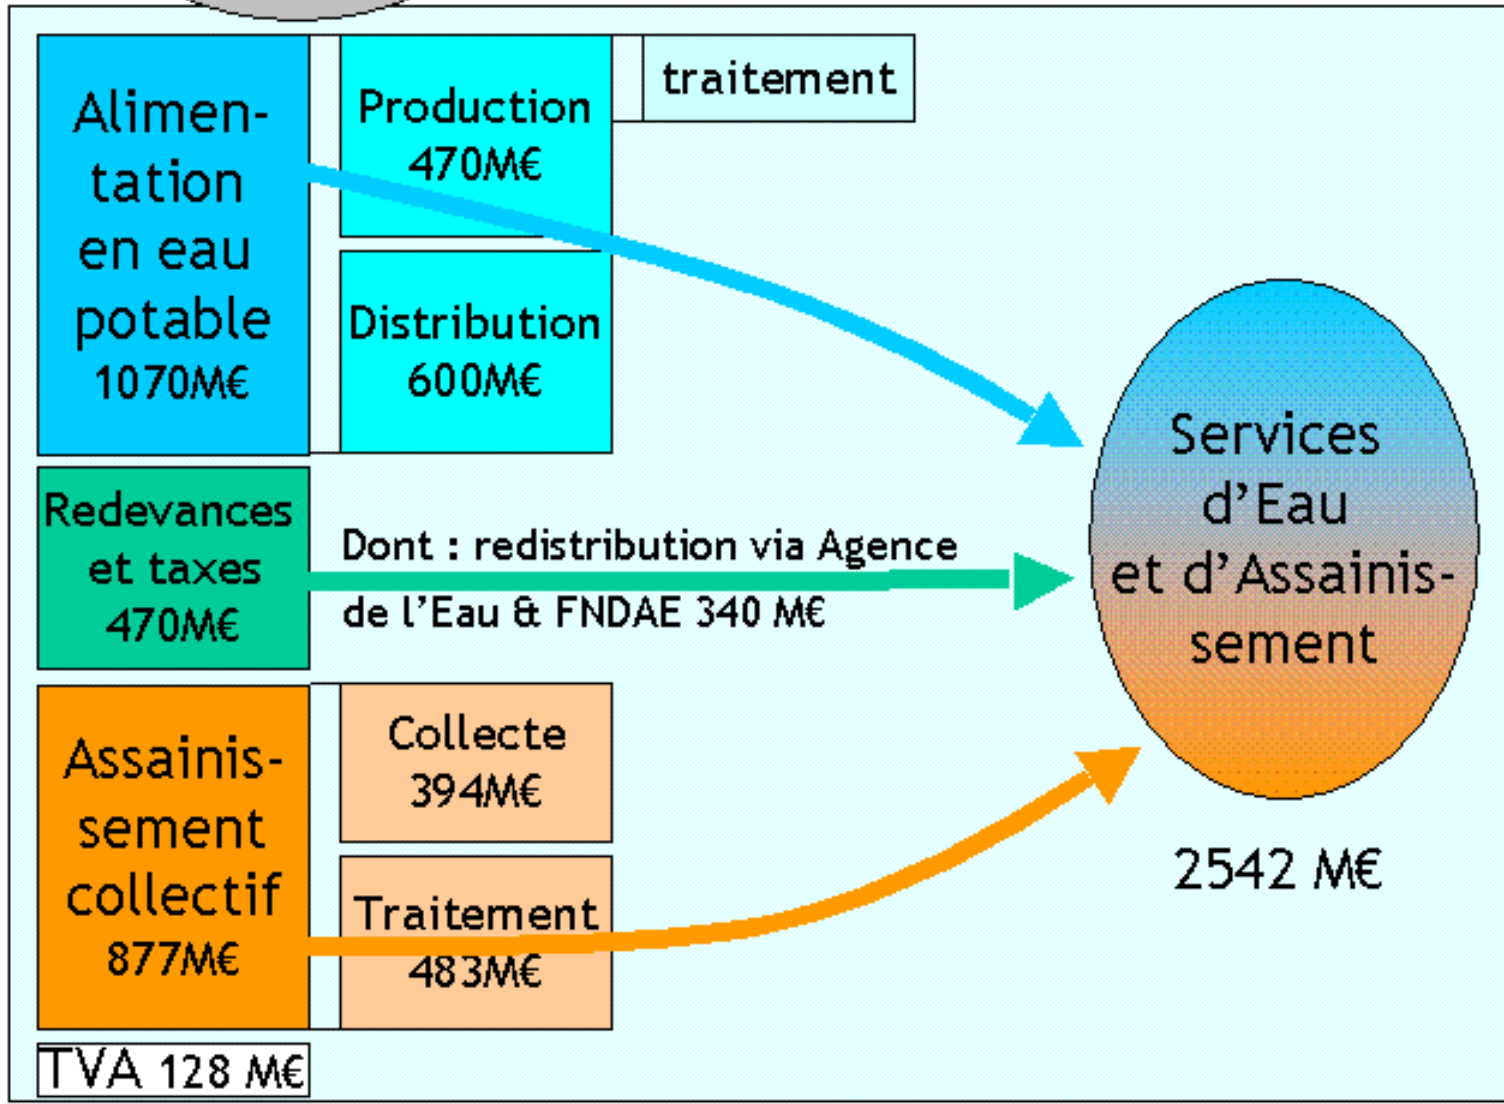 Alimen-
tation
en eau
potable
1070M€
Production
470M€
traitement
Distribution
600M€
Redevances
et taxes
470M€
Dont : redistribution via Agence
de l'Eau & FNDAE 340 M€
Services
d'Eau
et d'Assainis-
sement
2542 M€
Assainis-
sement
collectif
877M€
Collecte
394M€
Traitement
483M€
TVA 128 M€